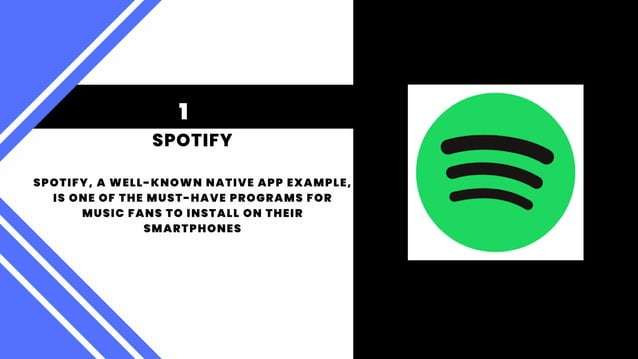 1
SPOTIFY
SPOTIFY, A WELL-KNOWN NATIVE APP EXAMPLE,
IS ONE OF THE MUST-HAVE PROGRAMS FOR
MUSIC FANS TO INSTALL ON THEIR
SMARTPHONES